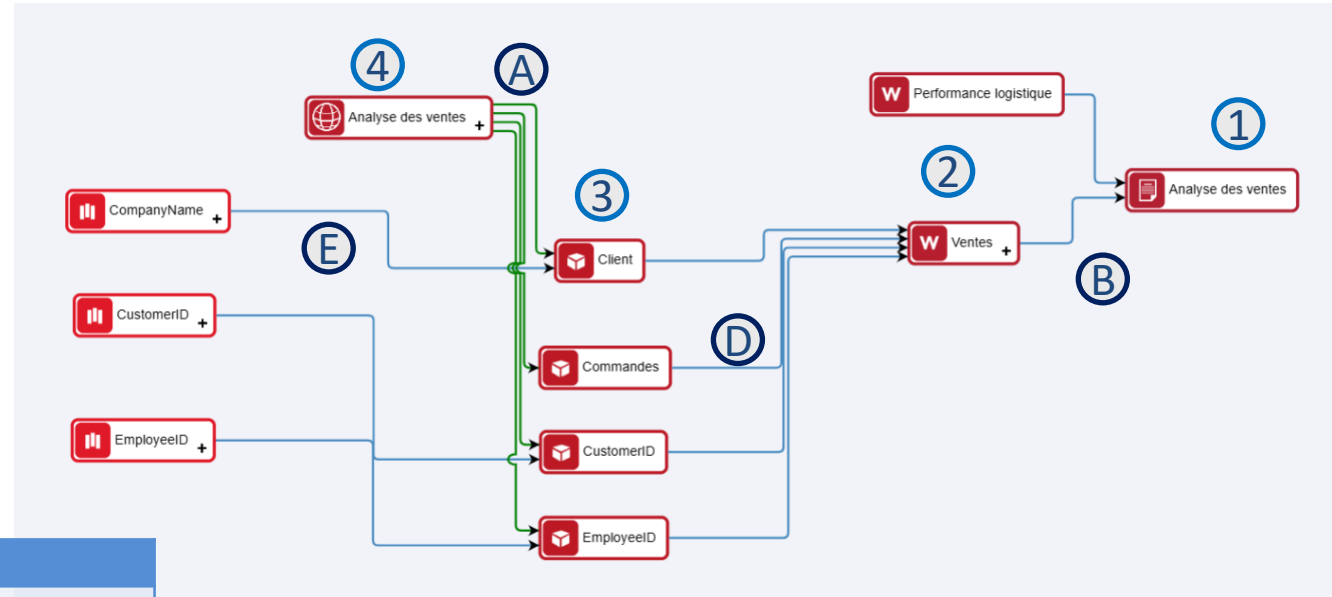 4
A
Analyse des ventes +
W Performance logistique
1
Analyse des ventes
2
3
CompanyName +
E
Client
W Ventes +
B
CustomerID +
D
Commandes
EmployeeID +
CustomerID
EmployeeID